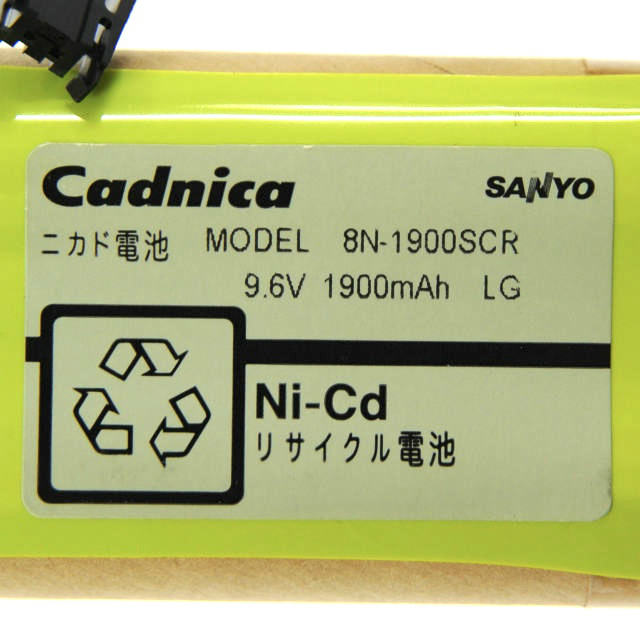 Cadnica SANYO
ニカド電池 MODEL 8N-1900SCR
9.6V 1900mAh LG
Ni-Cd
リサイクル電池